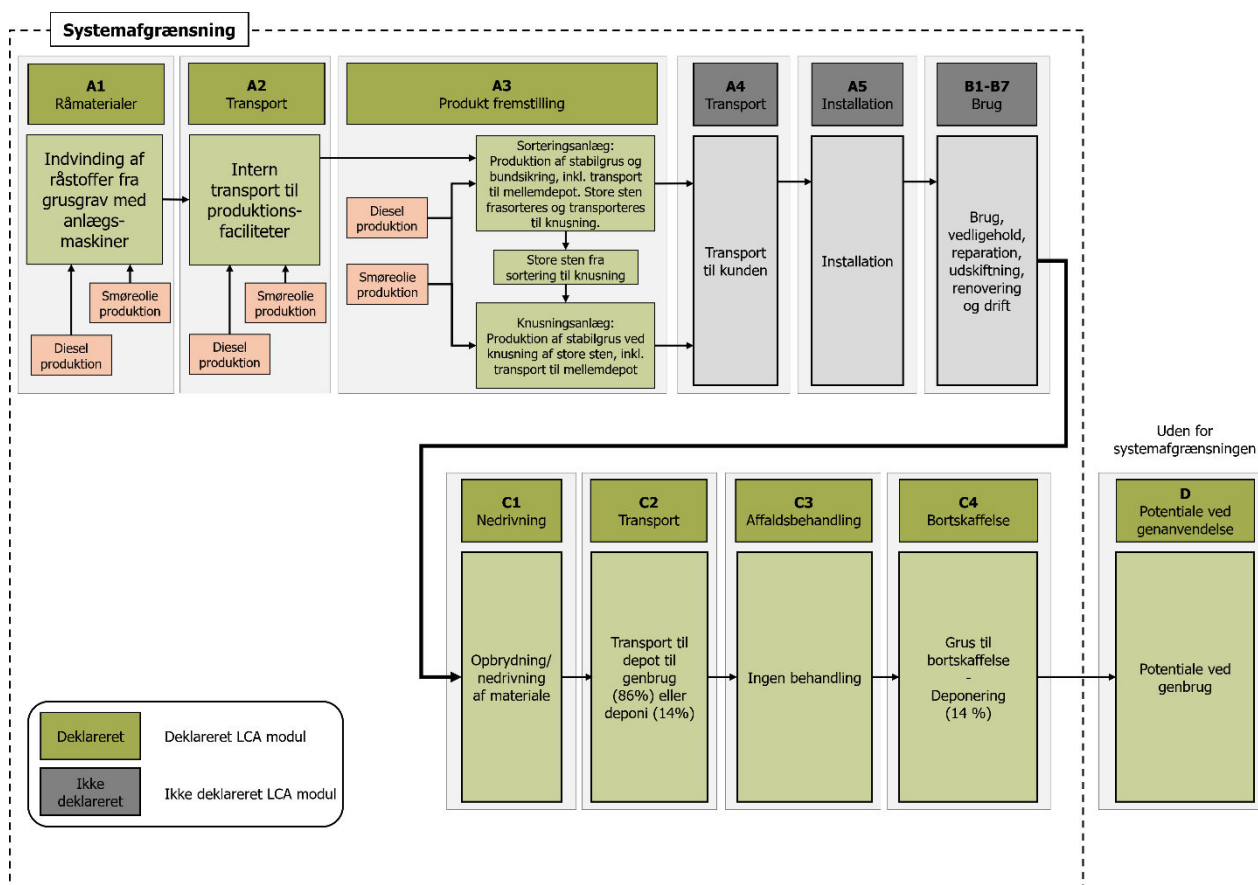 Systemafgrænsning
A1
Råmaterialer
Indvinding af
råstoffer fra
grusgrav med
anlægs-
maskiner
Smøreolie
produktion
Diesel
produktion
A2
Transport
Intern
transport til
produktions-
faciliteter
Smøreolie
produktion
Diesel
produktion
A3
Produkt fremstilling
Diesel
produktion
Smøreolie
produktion
Sorteringsanlæg:
Produktion af stabilgrus og
bundsikring, inkl. transport
til mellemdepot. Store sten
frasorteres og transporteres
til knusning.
Store sten fra
sortering til knusning
Knusningsanlæg:
Produktion af stabilgrus ved
knusning af store sten, inkl.
transport til mellemdepot
A4
Transport
Transport
til kunden
A5
Installation
Installation
B1-B7
Brug
Brug,
vedligehold,
reparation,
udskiftning,
renovering
og drift
C1
Nedrivning
Opbrydning/
nedrivning
af materiale
C2
Transport
Transport til
depot til
genbrug
(86%) eller
deponi (14%)
C3
Affaldsbehandling
Ingen behandling
C4
Bortskaffelse
Grus til
bortskaffelse
-
Deponering
(14 %)
Uden for
systemafgrænsningen
D
Potentiale ved
genanvendelse
Potentiale ved
genbrug
Deklareret
Deklareret LCA modul
Ikke
deklareret
Ikke deklareret LCA modul